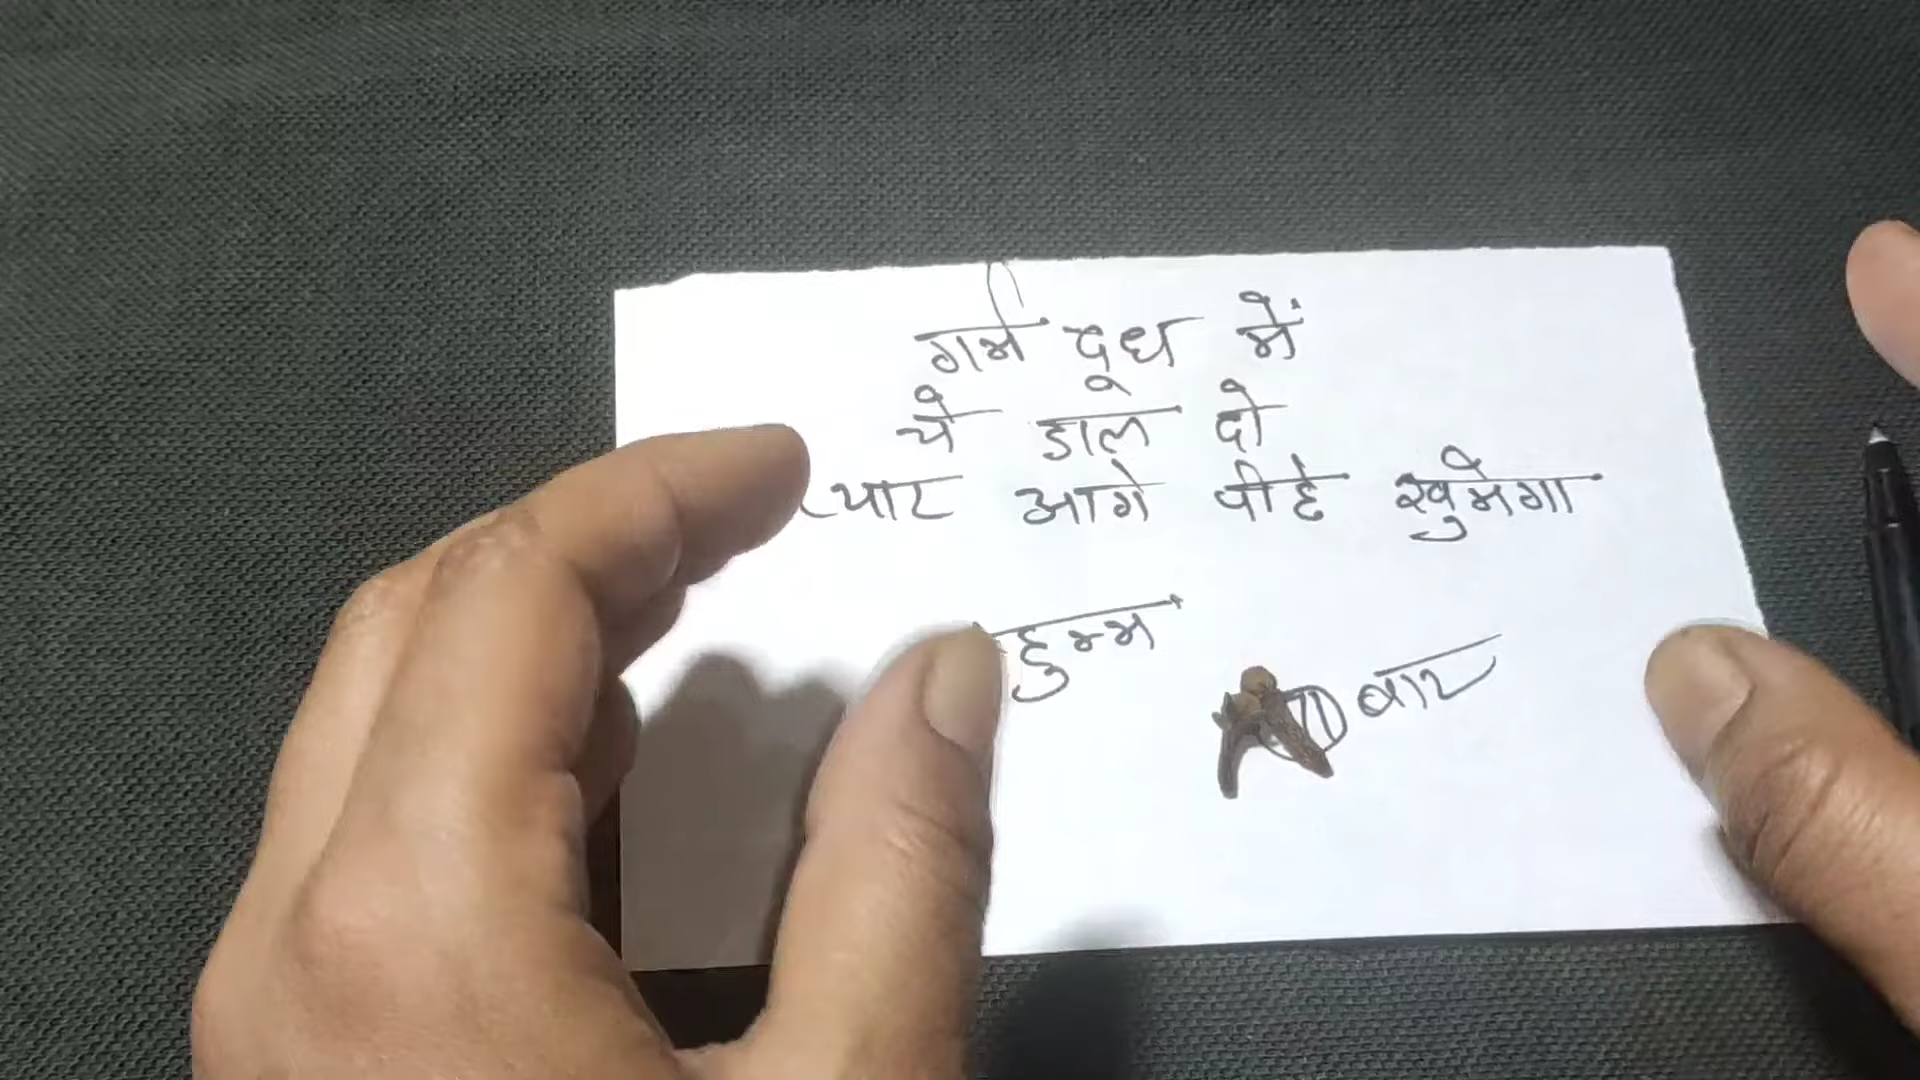 गर्म दूध में
ये डाल दो
प्यार आगे पीछे घुमेगा
हुम्म
बार